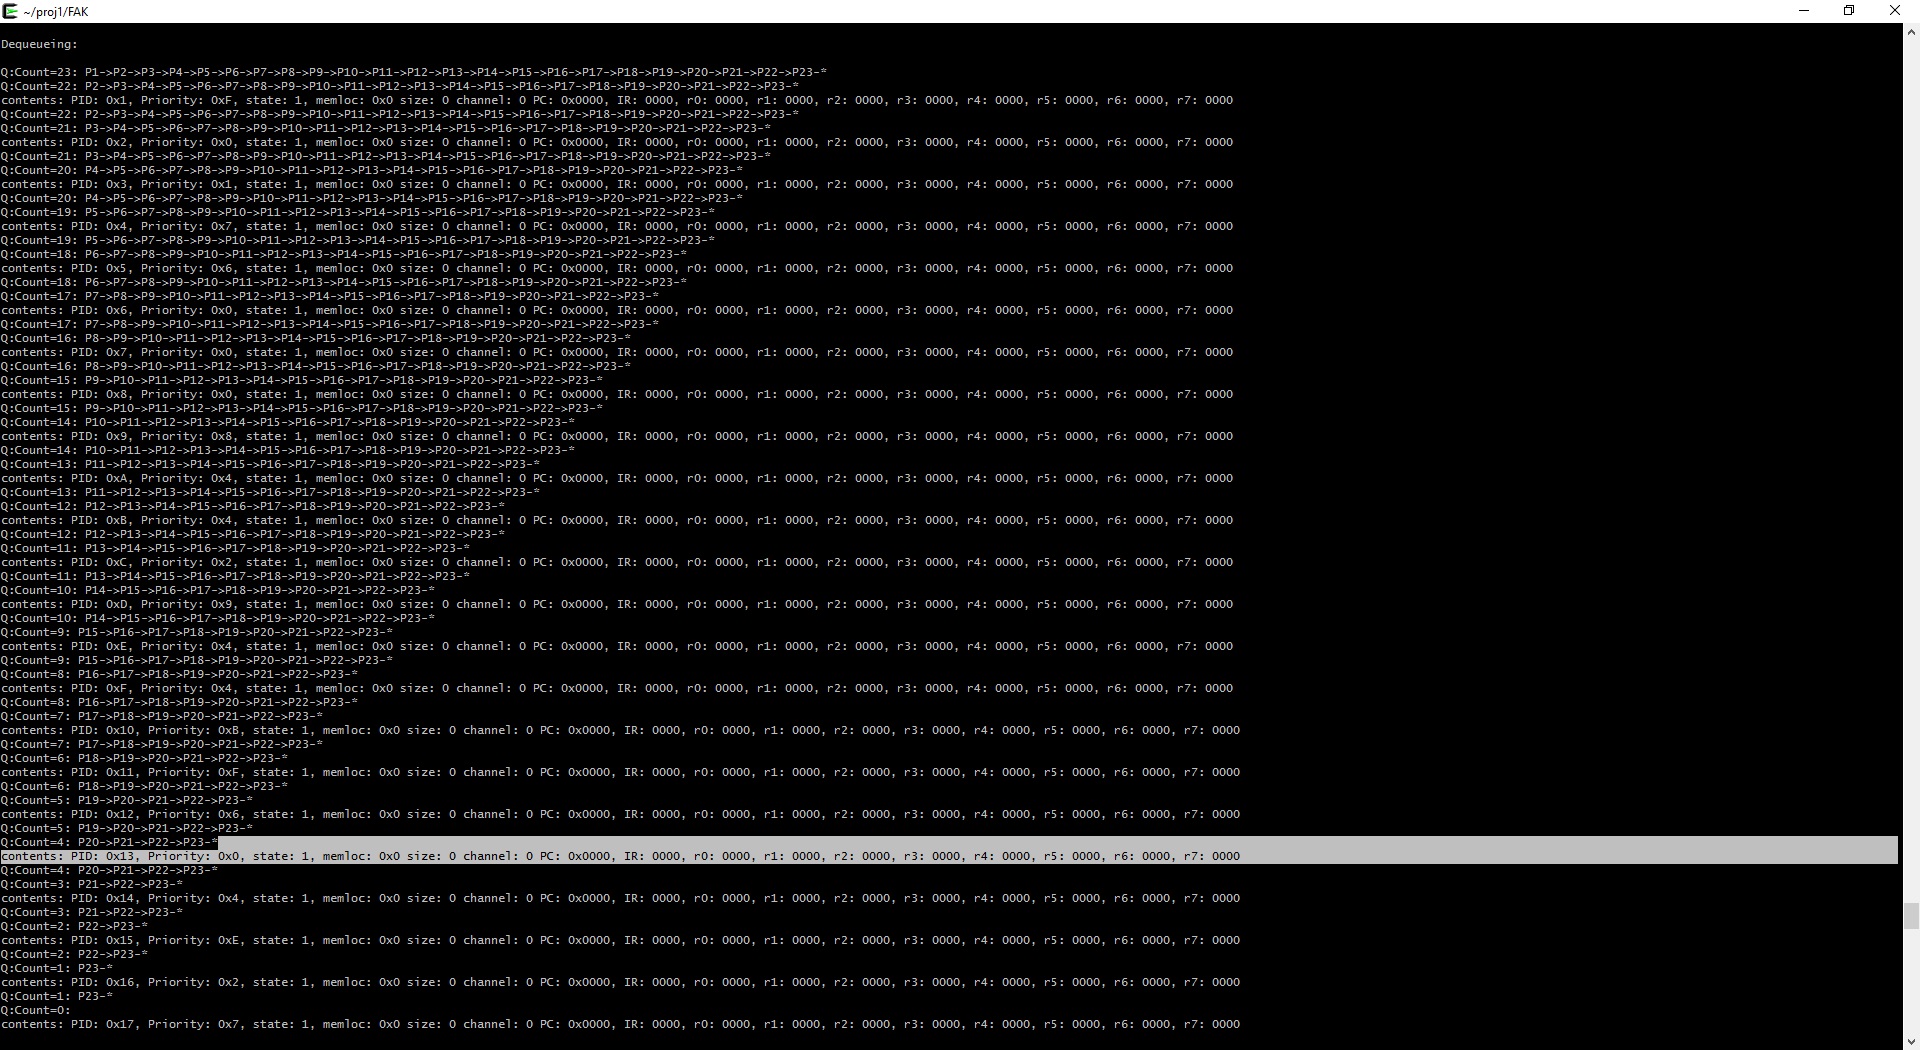 ~/proj1/FAK
Dequeueing:
Q:Count=23: P1->P2->P3->P4->P5->P6->P7->P8->P9->P10->P11->P12->P13->P14->P15->P16->P17->P18->P19->P20->P21->P22->P23-*
Q:Count=22: P2->P3->P4->P5->P6->P7->P8->P9->P10->P11->P12->P13->P14->P15->P16->P17->P18->P19->P20->P21->P22->P23-*
contents: PID: 0x1, Priority: 0xF, state: 1, memloc: 0x0 size: 0 channel: 0 PC: 0x0000, IR: 0000, r0: 0000, r1: 0000, r2: 0000, r3: 0000, r4: 0000, r5: 0000, r6: 0000, r7: 0000
Q:Count=22: P2->P3->P4->P5->P6->P7->P8->P9->P10->P11->P12->P13->P14->P15->P16->P17->P18->P19->P20->P21->P22->P23-*
Q:Count=21: P3->P4->P5->P6->P7->P8->P9->P10->P11->P12->P13->P14->P15->P16->P17->P18->P19->P20->P21->P22->P23-*
contents: PID: 0x2, Priority: 0x0, state: 1, memloc: 0x0 size: 0 channel: 0 PC: 0x0000, IR: 0000, r0: 0000, r1: 0000, r2: 0000, r3: 0000, r4: 0000, r5: 0000, r6: 0000, r7: 0000
Q:Count=21: P3->P4->P5->P6->P7->P8->P9->P10->P11->P12->P13->P14->P15->P16->P17->P18->P19->P20->P21->P22->P23-*
Q:Count=20: P4->P5->P6->P7->P8->P9->P10->P11->P12->P13->P14->P15->P16->P17->P18->P19->P20->P21->P22->P23-*
contents: PID: 0x3, Priority: 0x1, state: 1, memloc: 0x0 size: 0 channel: 0 PC: 0x0000, IR: 0000, r0: 0000, r1: 0000, r2: 0000, r3: 0000, r4: 0000, r5: 0000, r6: 0000, r7: 0000
Q:Count=20: P4->P5->P6->P7->P8->P9->P10->P11->P12->P13->P14->P15->P16->P17->P18->P19->P20->P21->P22->P23-*
Q:Count=19: P5->P6->P7->P8->P9->P10->P11->P12->P13->P14->P15->P16->P17->P18->P19->P20->P21->P22->P23-*
contents: PID: 0x4, Priority: 0x7, state: 1, memloc: 0x0 size: 0 channel: 0 PC: 0x0000, IR: 0000, r0: 0000, r1: 0000, r2: 0000, r3: 0000, r4: 0000, r5: 0000, r6: 0000, r7: 0000
Q:Count=19: P5->P6->P7->P8->P9->P10->P11->P12->P13->P14->P15->P16->P17->P18->P19->P20->P21->P22->P23-*
Q:Count=18: P6->P7->P8->P9->P10->P11->P12->P13->P14->P15->P16->P17->P18->P19->P20->P21->P22->P23-*
contents: PID: 0x5, Priority: 0x6, state: 1, memloc: 0x0 size: 0 channel: 0 PC: 0x0000, IR: 0000, r0: 0000, r1: 0000, r2: 0000, r3: 0000, r4: 0000, r5: 0000, r6: 0000, r7: 0000
Q:Count=18: P6->P7->P8->P9->P10->P11->P12->P13->P14->P15->P16->P17->P18->P19->P20->P21->P22->P23-*
Q:Count=17: P7->P8->P9->P10->P11->P12->P13->P14->P15->P16->P17->P18->P19->P20->P21->P22->P23-*
contents: PID: 0x6, Priority: 0x0, state: 1, memloc: 0x0 size: 0 channel: 0 PC: 0x0000, IR: 0000, r0: 0000, r1: 0000, r2: 0000, r3: 0000, r4: 0000, r5: 0000, r6: 0000, r7: 0000
Q:Count=17: P7->P8->P9->P10->P11->P12->P13->P14->P15->P16->P17->P18->P19->P20->P21->P22->P23-*
Q:Count=16: P8->P9->P10->P11->P12->P13->P14->P15->P16->P17->P18->P19->P20->P21->P22->P23-*
contents: PID: 0x7, Priority: 0x0, state: 1, memloc: 0x0 size: 0 channel: 0 PC: 0x0000, IR: 0000, r0: 0000, r1: 0000, r2: 0000, r3: 0000, r4: 0000, r5: 0000, r6: 0000, r7: 0000
Q:Count=16: P8->P9->P10->P11->P12->P13->P14->P15->P16->P17->P18->P19->P20->P21->P22->P23-*
Q:Count=15: P9->P10->P11->P12->P13->P14->P15->P16->P17->P18->P19->P20->P21->P22->P23-*
contents: PID: 0x8, Priority: 0x0, state: 1, memloc: 0x0 size: 0 channel: 0 PC: 0x0000, IR: 0000, r0: 0000, r1: 0000, r2: 0000, r3: 0000, r4: 0000, r5: 0000, r6: 0000, r7: 0000
Q:Count=15: P9->P10->P11->P12->P13->P14->P15->P16->P17->P18->P19->P20->P21->P22->P23-*
Q:Count=14: P10->P11->P12->P13->P14->P15->P16->P17->P18->P19->P20->P21->P22->P23-*
contents: PID: 0x9, Priority: 0x8, state: 1, memloc: 0x0 size: 0 channel: 0 PC: 0x0000, IR: 0000, r0: 0000, r1: 0000, r2: 0000, r3: 0000, r4: 0000, r5: 0000, r6: 0000, r7: 0000
Q:Count=14: P10->P11->P12->P13->P14->P15->P16->P17->P18->P19->P20->P21->P22->P23-*
Q:Count=13: P11->P12->P13->P14->P15->P16->P17->P18->P19->P20->P21->P22->P23-*
contents: PID: 0xA, Priority: 0x4, state: 1, memloc: 0x0 size: 0 channel: 0 PC: 0x0000, IR: 0000, r0: 0000, r1: 0000, r2: 0000, r3: 0000, r4: 0000, r5: 0000, r6: 0000, r7: 0000
Q:Count=13: P11->P12->P13->P14->P15->P16->P17->P18->P19->P20->P21->P22->P23-*
Q:Count=12: P12->P13->P14->P15->P16->P17->P18->P19->P20->P21->P22->P23-*
contents: PID: 0xB, Priority: 0x4, state: 1, memloc: 0x0 size: 0 channel: 0 PC: 0x0000, IR: 0000, r0: 0000, r1: 0000, r2: 0000, r3: 0000, r4: 0000, r5: 0000, r6: 0000, r7: 0000
Q:Count=12: P12->P13->P14->P15->P16->P17->P18->P19->P20->P21->P22->P23-*
Q:Count=11: P13->P14->P15->P16->P17->P18->P19->P20->P21->P22->P23-*
contents: PID: 0xC, Priority: 0x2, state: 1, memloc: 0x0 size: 0 channel: 0 PC: 0x0000, IR: 0000, r0: 0000, r1: 0000, r2: 0000, r3: 0000, r4: 0000, r5: 0000, r6: 0000, r7: 0000
Q:Count=11: P13->P14->P15->P16->P17->P18->P19->P20->P21->P22->P23-*
Q:Count=10: P14->P15->P16->P17->P18->P19->P20->P21->P22->P23-*
contents: PID: 0xD, Priority: 0x9, state: 1, memloc: 0x0 size: 0 channel: 0 PC: 0x0000, IR: 0000, r0: 0000, r1: 0000, r2: 0000, r3: 0000, r4: 0000, r5: 0000, r6: 0000, r7: 0000
Q:Count=10: P14->P15->P16->P17->P18->P19->P20->P21->P22->P23-*
Q:Count=9: P15->P16->P17->P18->P19->P20->P21->P22->P23-*
contents: PID: 0xE, Priority: 0x4, state: 1, memloc: 0x0 size: 0 channel: 0 PC: 0x0000, IR: 0000, r0: 0000, r1: 0000, r2: 0000, r3: 0000, r4: 0000, r5: 0000, r6: 0000, r7: 0000
Q:Count=9: P15->P16->P17->P18->P19->P20->P21->P22->P23-*
Q:Count=8: P16->P17->P18->P19->P20->P21->P22->P23-*
contents: PID: 0xF, Priority: 0x4, state: 1, memloc: 0x0 size: 0 channel: 0 PC: 0x0000, IR: 0000, r0: 0000, r1: 0000, r2: 0000, r3: 0000, r4: 0000, r5: 0000, r6: 0000, r7: 0000
Q:Count=8: P16->P17->P18->P19->P20->P21->P22->P23-*
Q:Count=7: P17->P18->P19->P20->P21->P22->P23-*
contents: PID: 0x10, Priority: 0xB, state: 1, memloc: 0x0 size: 0 channel: 0 PC: 0x0000, IR: 0000, r0: 0000, r1: 0000, r2: 0000, r3: 0000, r4: 0000, r5: 0000, r6: 0000, r7: 0000
Q:Count=7: P17->P18->P19->P20->P21->P22->P23-*
Q:Count=6: P18->P19->P20->P21->P22->P23-*
contents: PID: 0x11, Priority: 0xF, state: 1, memloc: 0x0 size: 0 channel: 0 PC: 0x0000, IR: 0000, r0: 0000, r1: 0000, r2: 0000, r3: 0000, r4: 0000, r5: 0000, r6: 0000, r7: 0000
Q:Count=6: P18->P19->P20->P21->P22->P23-*
Q:Count=5: P19->P20->P21->P22->P23-*
contents: PID: 0x12, Priority: 0x6, state: 1, memloc: 0x0 size: 0 channel: 0 PC: 0x0000, IR: 0000, r0: 0000, r1: 0000, r2: 0000, r3: 0000, r4: 0000, r5: 0000, r6: 0000, r7: 0000
Q:Count=5: P19->P20->P21->P22->P23-*
Q:Count=4: P20->P21->P22->P23-*
contents: PID: 0x13, Priority: 0x0, state: 1, memloc: 0x0 size: 0 channel: 0 PC: 0x0000, IR: 0000, r0: 0000, r1: 0000, r2: 0000, r3: 0000, r4: 0000, r5: 0000, r6: 0000, r7: 0000
Q:Count=4: P20->P21->P22->P23-*
Q:Count=3: P21->P22->P23-*
contents: PID: 0x14, Priority: 0x4, state: 1, memloc: 0x0 size: 0 channel: 0 PC: 0x0000, IR: 0000, r0: 0000, r1: 0000, r2: 0000, r3: 0000, r4: 0000, r5: 0000, r6: 0000, r7: 0000
Q:Count=3: P21->P22->P23-*
Q:Count=2: P22->P23-*
contents: PID: 0x15, Priority: 0xE, state: 1, memloc: 0x0 size: 0 channel: 0 PC: 0x0000, IR: 0000, r0: 0000, r1: 0000, r2: 0000, r3: 0000, r4: 0000, r5: 0000, r6: 0000, r7: 0000
Q:Count=2: P22->P23-*
Q:Count=1: P23-*
contents: PID: 0x16, Priority: 0x2, state: 1, memloc: 0x0 size: 0 channel: 0 PC: 0x0000, IR: 0000, r0: 0000, r1: 0000, r2: 0000, r3: 0000, r4: 0000, r5: 0000, r6: 0000, r7: 0000
Q:Count=1: P23-*
Q:Count=0:
contents: PID: 0x17, Priority: 0x7, state: 1, memloc: 0x0 size: 0 channel: 0 PC: 0x0000, IR: 0000, r0: 0000, r1: 0000, r2: 0000, r3: 0000, r4: 0000, r5: 0000, r6: 0000, r7: 0000